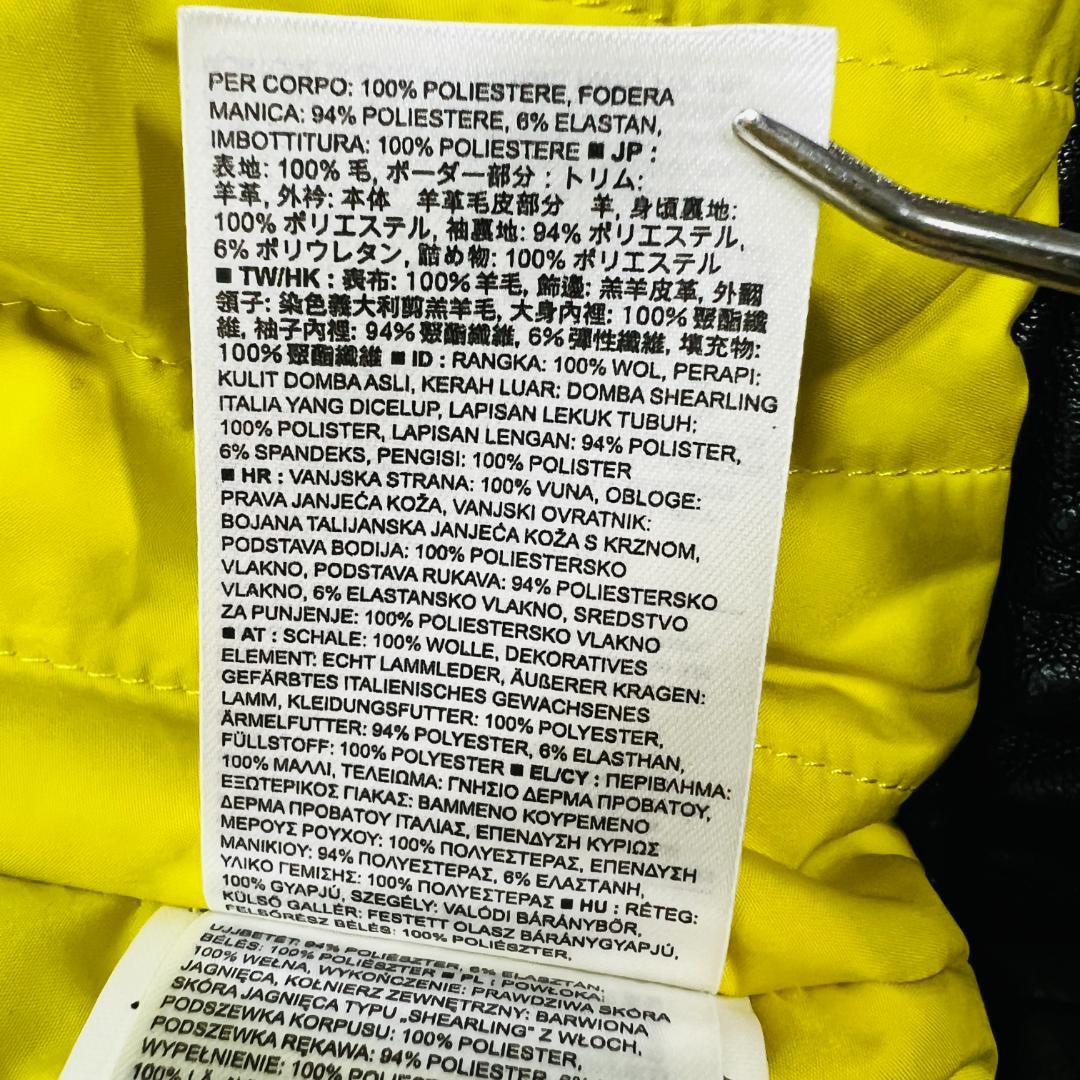 PER CORPO: 100% POLIESTERE, FODERA
MANICA: 94% POLIESTERE, 6% ELASTAN,
IMBOTTITURA: 100% POLIESTERE ■ JP :
表地: 100% 毛, ボーダー部分 : トリム:
羊革, 外衿: 本体 羊革毛皮部分 羊, 身頃裏地:
100% ポリエステル, 袖裏地: 94% ポリエステル,
6% ポリウレタン, 詰め物: 100% ポリエステル
■ TW/HK : 表布: 100% 羊毛, 飾邊: 羔羊皮革, 外翻
領子: 染色義大利剪羔羊毛, 大身內裡: 100% 聚酯纖
維, 袖子內裡: 94% 聚酯纖維, 6% 彈性纖維, 填充物:
100% 聚酯纖維 ■ ID : RANGKA: 100% WOL, PERAPI:
KULIT DOMBA ASLI, KERAH LUAR: DOMBA SHEARLING
ITALIA YANG DICELUP, LAPISAN LEKUK TUBUH:
100% POLISTER, LAPISAN LENGAN: 94% POLISTER,
6% SPANDEKS, PENGISI: 100% POLISTER
■ HR : VANJSKA STRANA: 100% VUNA, OBLOGE:
PRAVA JANJEĆA KOŽA, VANJSKI OVRATNIK:
BOJANA TALIJANSKA JANJEĆA KOŽA S KRZNOM,
PODSTAVA BODIJA: 100% POLIESTERSKO
VLAKNO, PODSTAVA RUKAVA: 94% POLIESTERSKO
VLAKNO, 6% ELASTANSKO VLAKNO, SREDSTVO
ZA PUNJENJE: 100% POLIESTERSKO VLAKNO
■ AT : SCHALE: 100% WOLLE, DEKORATIVES
ELEMENT: ECHT LAMMLEDER, ÄUßERER KRAGEN:
GEFÄRBTES ITALIENISCHES GEWACHSENES
LAMM, KLEIDUNGSFUTTER: 100% POLYESTER,
ÄRMELFUTTER: 94% POLYESTER, 6% ELASTHAN,
FÜLLSTOFF: 100% POLYESTER ■ EL/CY : ΠΕΡΙΒΛΗΜΑ:
100% ΜΑΛΛΙ, ΤΕΛΕΙΩΜΑ: ΓΝΗΣΙΟ ΔΕΡΜΑ ΠΡΟΒΑΤΟΥ,
ΕΞΩΤΕΡΙΚΟΣ ΓΙΑΚΑΣ: ΒΑΜΜΕΝΟ ΚΟΥΡΕΜΕΝΟ
ΔΕΡΜΑ ΠΡΟΒΑΤΟΥ ΙΤΑΛΙΑΣ, ΕΠΕΝΔΥΣΗ ΚΥΡΙΩΣ
ΜΕΡΟΥΣ ΡΟΥΧΟΥ: 100% ΠΟΛΥΕΣΤΕΡΑΣ, ΕΠΕΝΔΥΣΗ
ΜΑΝΙΚΙΟΥ: 94% ΠΟΛΥΕΣΤΕΡΑΣ, 6% ΕΛΑΣΤΑΝΗ,
ΥΛΙΚΟ ΓΕΜΙΣΗΣ: 100% ΠΟΛΥΕΣΤΕΡΑΣ ■ HU : RÉTEG:
100% GYAPJÚ, SZEGÉLY: VALÓDI BÁRÁNYBŐR,
KÜLSŐ GALLÉR: FESTETT OLASZ BÁRÁNYGYAPJÚ,
FELSŐRÉSZ BÉLÉS: 100% POLIÉSZTER,
UJJBETÉT: 94% POLIÉSZTER, 6% ELASZTÁN,
BÉLÉS: 100% POLIÉSZTER ■ PL : POWŁOKA:
100% WEŁNA, WYKOŃCZENIE: PRAWDZIWA SKÓRA
JAGNIĘCA, KOŁNIERZ ZEWNĘTRZNY: BARWIONA
SKÓRA JAGNIĘCA TYPU „SHEARLING" Z WŁOCH,
PODSZEWKA KORPUSU: 100% POLIESTER,
PODSZEWKA RĘKAWA: 94% POLIESTER,
WYPEŁNIENIE: 100%
100%